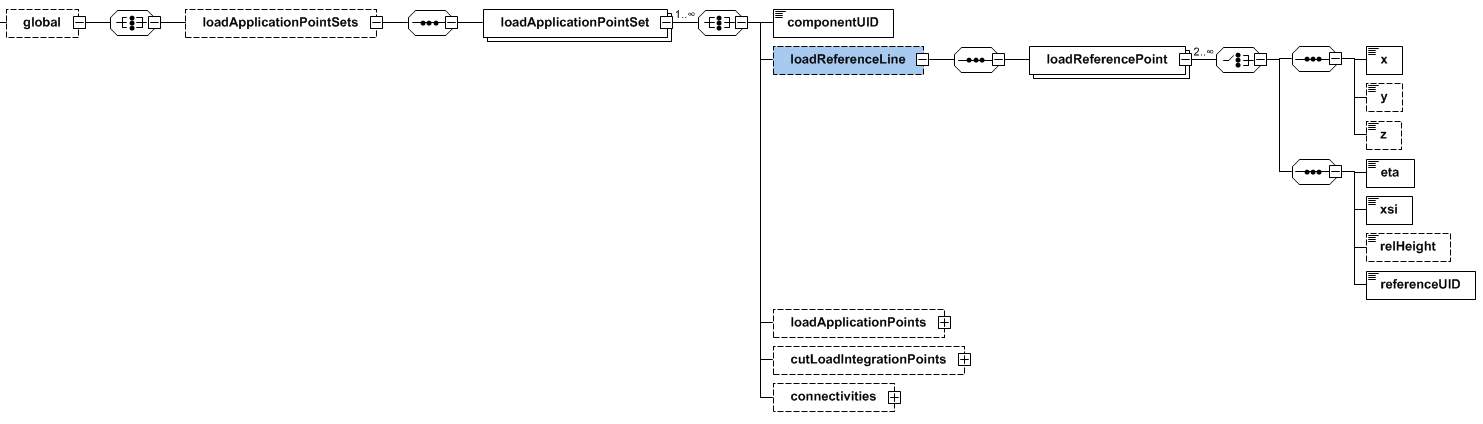 global
loadApplicationPointSets
loadApplicationPointSet
1..∞
componentUID
loadReferenceLine
loadReferencePoint
2..∞
x
y
z
eta
xsi
relHeight
referenceUID
loadApplicationPoints
cutLoadIntegrationPoints
connectivities